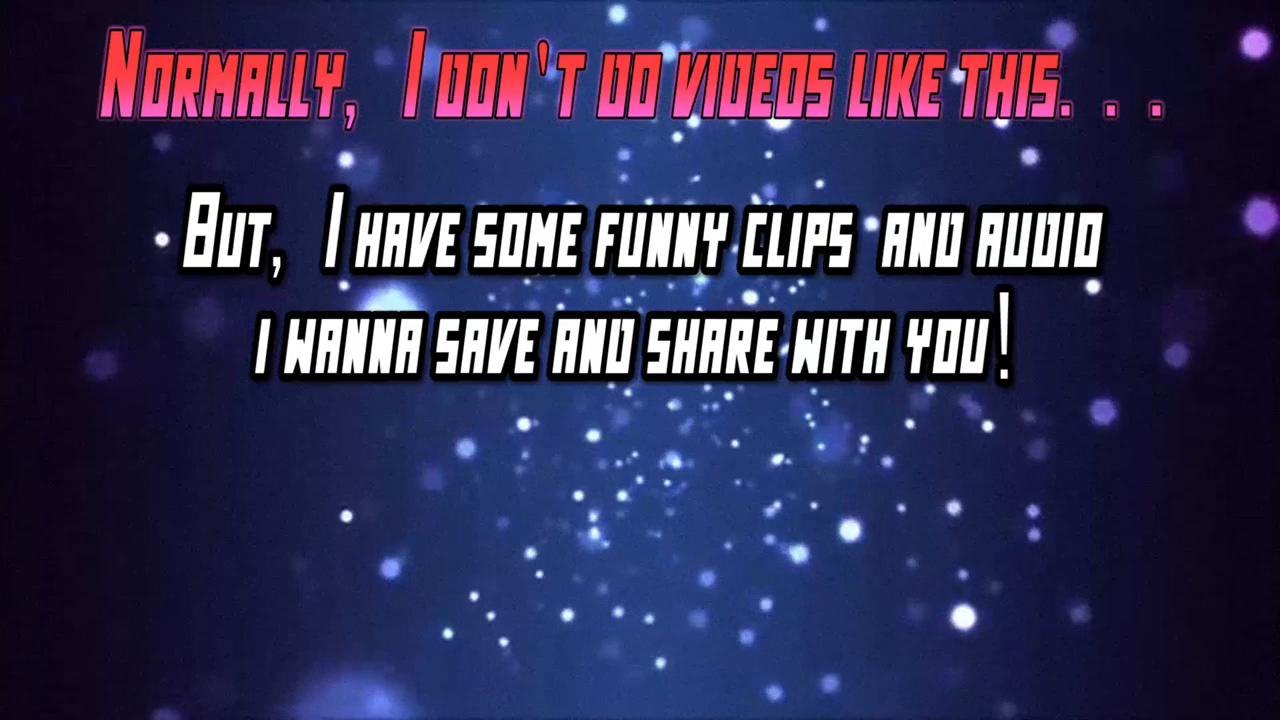 Normally, I don't do videos like this...
But, I have some funny clips and audio
i wanna save and share with you!